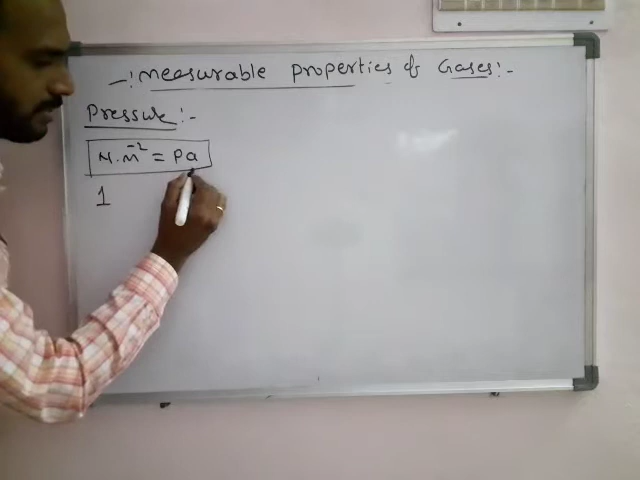 -: Measurable properties of Gases:-
Pressure:-
N.m⁻² = Pa
1